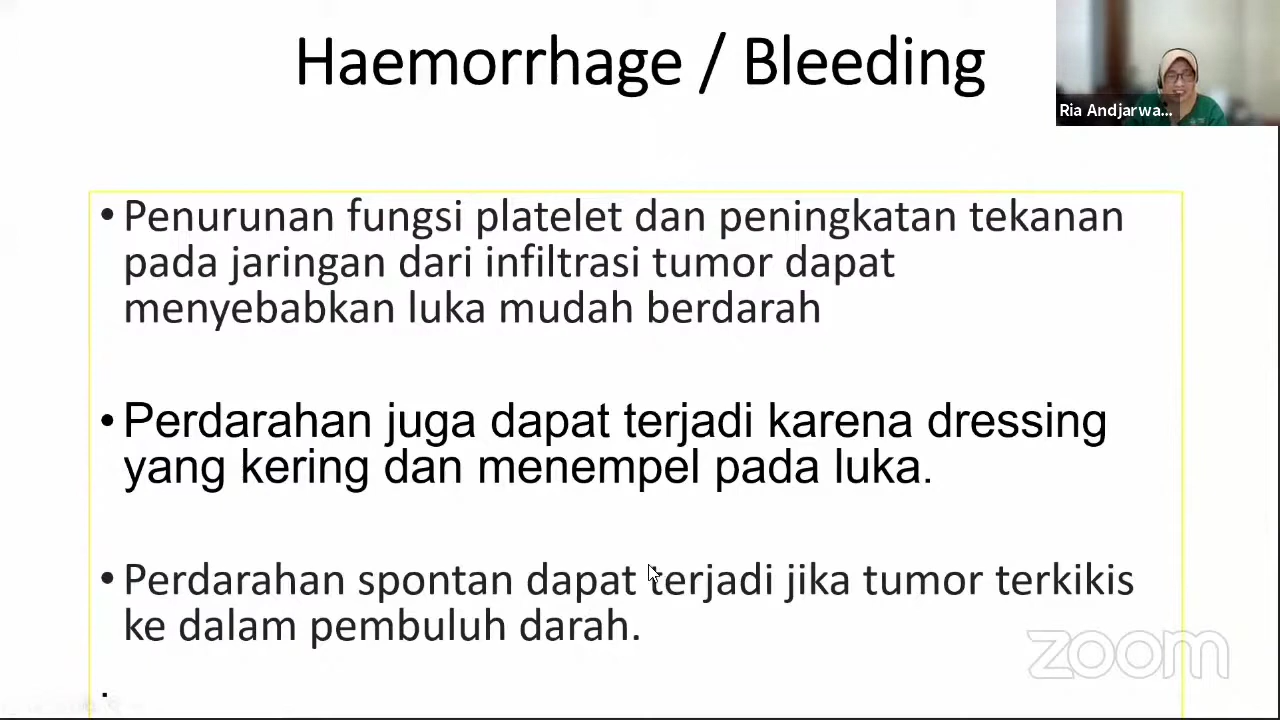 Haemorrhage / Bleeding
Ria Andjarwa...
• Penurunan fungsi platelet dan peningkatan tekanan
pada jaringan dari infiltrasi tumor dapat
menyebabkan luka mudah berdarah
• Perdarahan juga dapat terjadi karena dressing
yang kering dan menempel pada luka.
• Perdarahan spontan dapat terjadi jika tumor terkikis
ke dalam pembuluh darah.
.
zoom